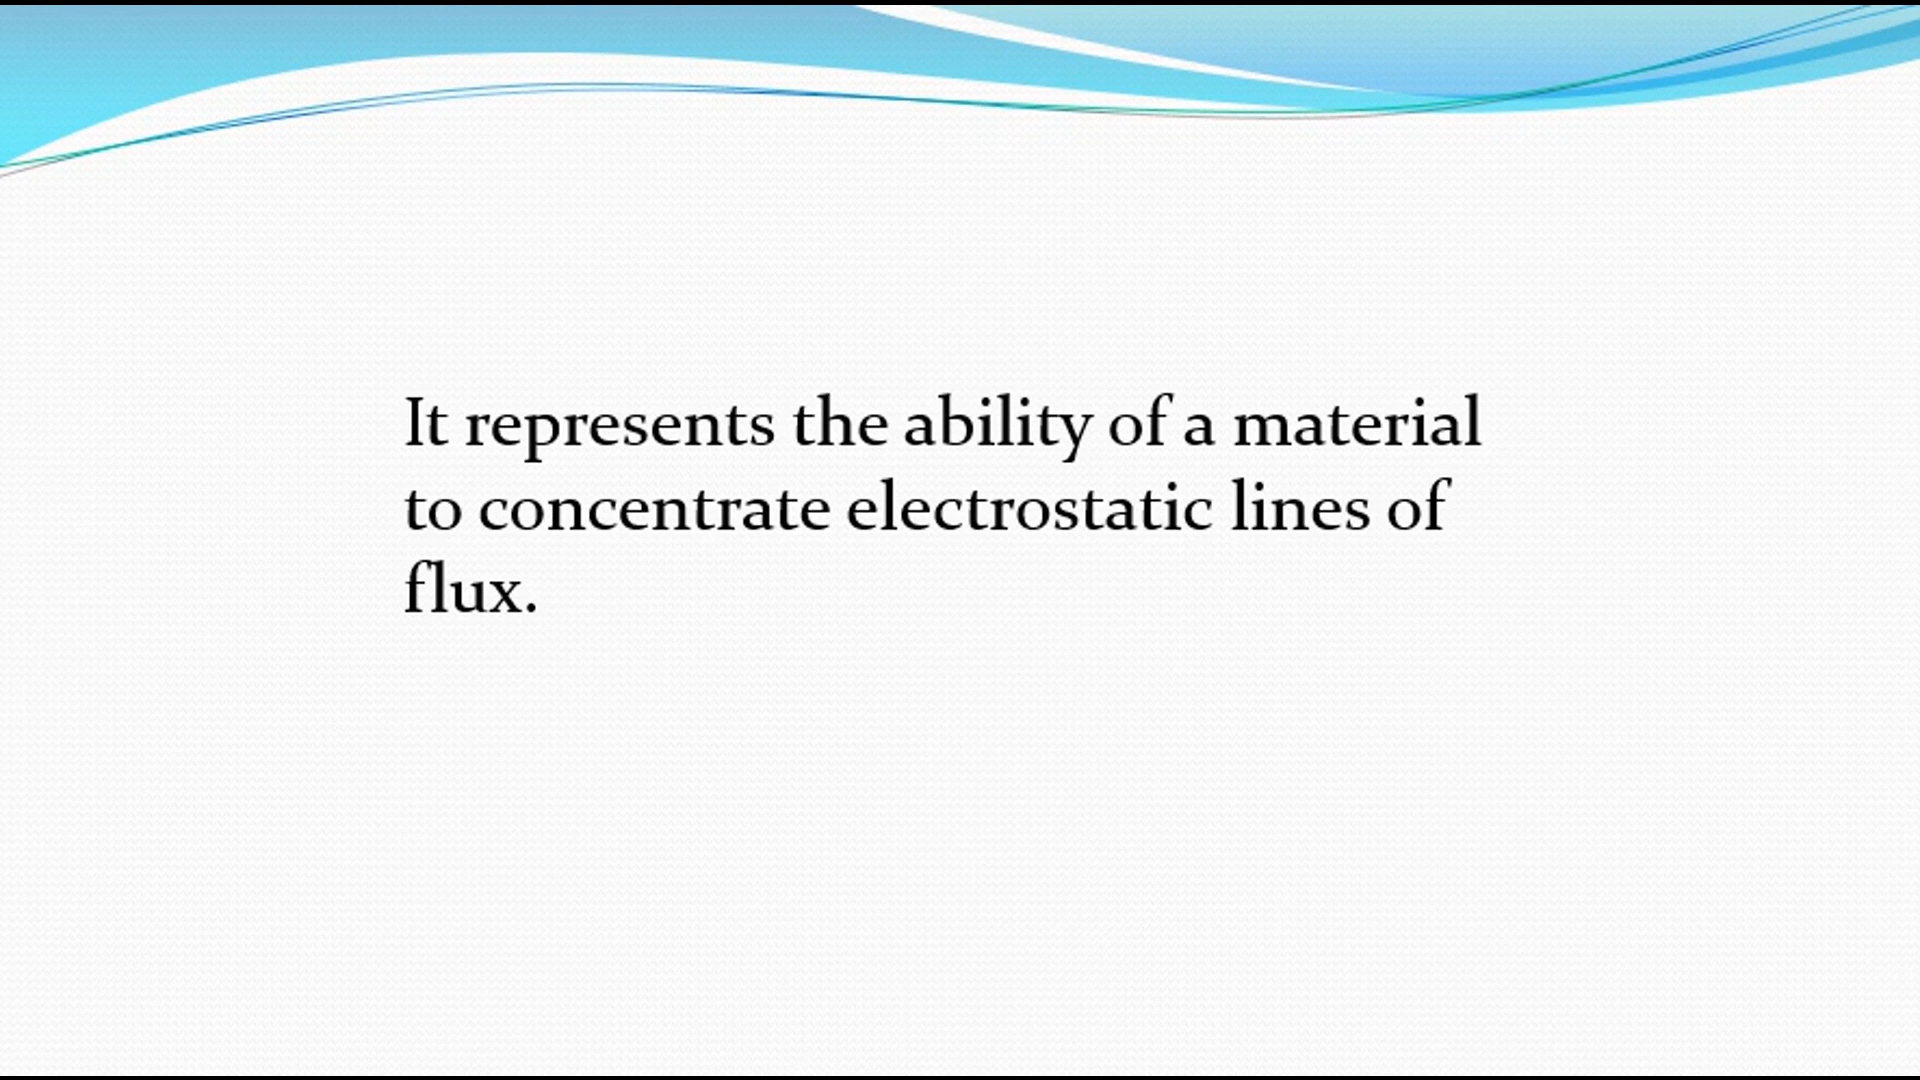 It represents the ability of a material
to concentrate electrostatic lines of
flux.